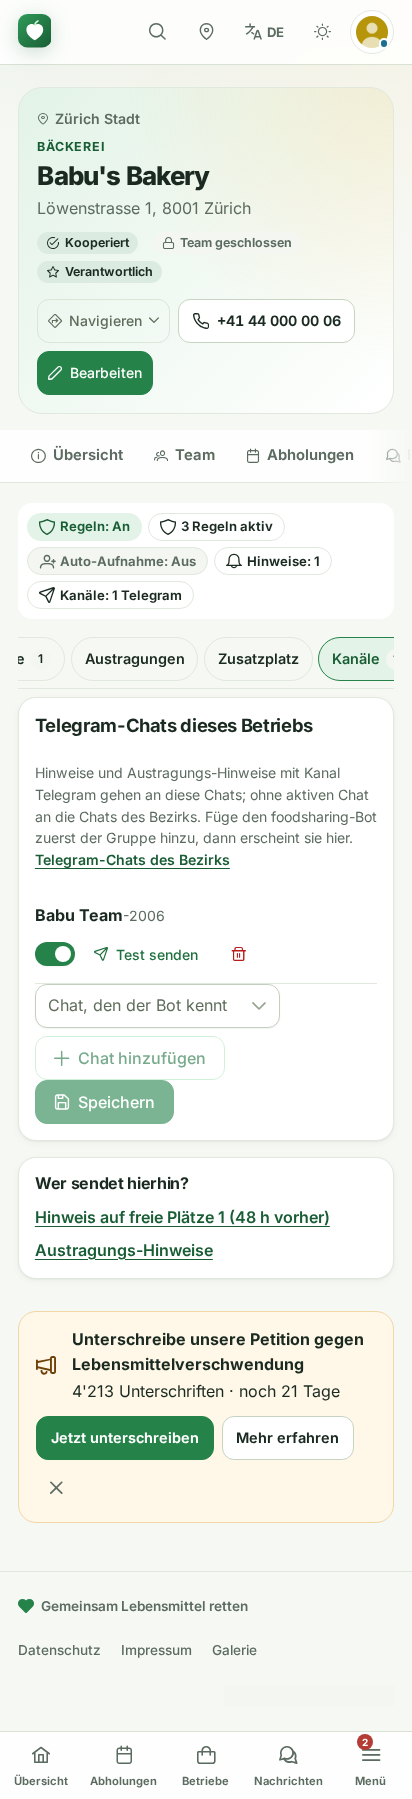 DE
Zürich Stadt
BÄCKEREI
Babu's Bakery
Löwenstrasse 1, 8001 Zürich
Kooperiert
Team geschlossen
Verantwortlich
Navigieren
+41 44 000 00 06
Bearbeiten
Übersicht
Team
Abholungen
Regeln: An
3 Regeln aktiv
Auto-Aufnahme: Aus
Hinweise: 1
Kanäle: 1 Telegram
e 1
Austragungen
Zusatzplatz
Kanäle
Telegram-Chats dieses Betriebs
Hinweise und Austragungs-Hinweise mit Kanal
Telegram gehen an diese Chats; ohne aktiven Chat
an die Chats des Bezirks. Füge den foodsharing-Bot
zuerst der Gruppe hinzu, dann erscheint sie hier.
Telegram-Chats des Bezirks
Babu Team-2006
Test senden
Chat, den der Bot kennt
Chat hinzufügen
Speichern
Wer sendet hierhin?
Hinweis auf freie Plätze 1 (48 h vorher)
Austragungs-Hinweise
Unterschreibe unsere Petition gegen
Lebensmittelverschwendung
4'213 Unterschriften · noch 21 Tage
Jetzt unterschreiben
Mehr erfahren
Gemeinsam Lebensmittel retten
Datenschutz
Impressum
Galerie
2
Übersicht
Abholungen
Betriebe
Nachrichten
Menü